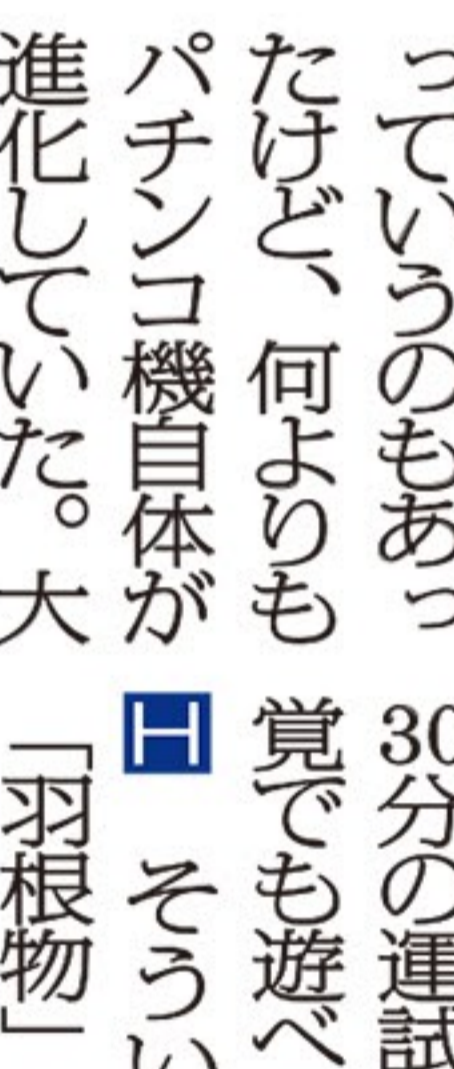 っていうのもあっ
たけど、何よりも
パチンコ機自体が
進化していた。大
30分の運試
覚でも遊べ
H そうい
「羽根物」